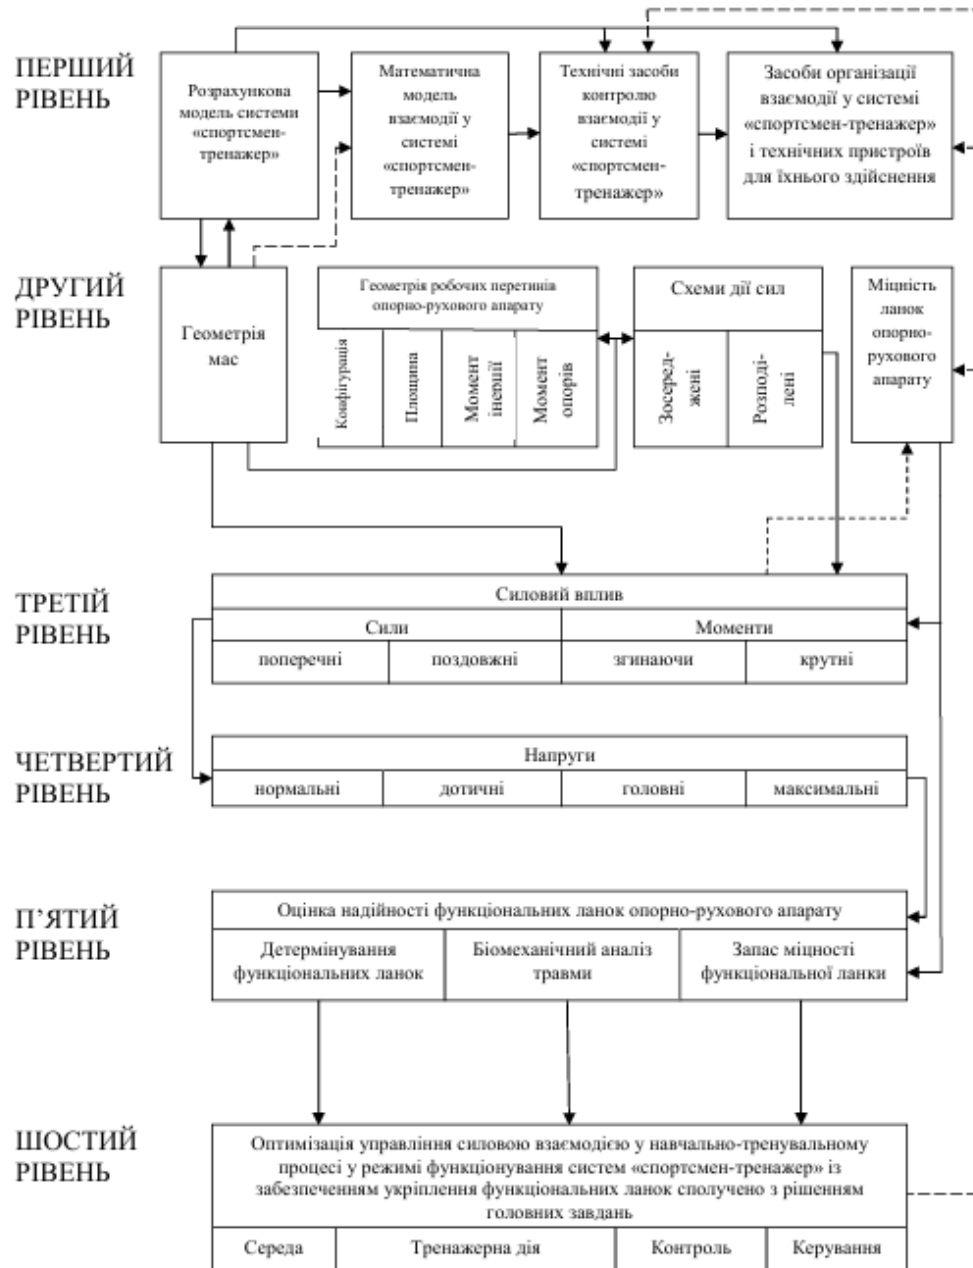 ПЕРШИЙ
РІВЕНЬ
Розрахункова
модель системи
«спортсмен-
тренажер»
Математична
модель
взаємодії у
системі
«спортсмен-
тренажер»
Технічні засоби
контролю
взаємодії у
системі
«спортсмен-
тренажер»
Засоби організації
взаємодії у системі
«спортсмен-тренажер»
і технічних пристроїв
для їхнього здійснення
ДРУГИЙ
РІВЕНЬ
Геометрія
мас
Геометрія робочих перетинів
опорно-рухового апарату
Конфігурація
Площина
Момент
інерції
Момент
опорів
Схеми дії сил
Зосеред-
жені
Розподі-
лені
Міцність
ланок
опорно-
рухового
апарату
ТРЕТІЙ
РІВЕНЬ
Силовий вплив
Сили
Моменти
поперечні
поздовжні
згинаючи
крутні
ЧЕТВЕРТИЙ
РІВЕНЬ
Напруги
нормальні
дотичні
головні
максимальні
П’ЯТИЙ
РІВЕНЬ
Оцінка надійності функціональних ланок опорно-рухового апарату
Детермінування
функціональних ланок
Біомеханічний аналіз
травми
Запас міцності
функціональної ланки
ШОСТИЙ
РІВЕНЬ
Оптимізація управління силовою взаємодією у навчально-тренувальному
процесі у режимі функціонування систем «спортсмен-тренажер» із
забезпеченням укріплення функціональних ланок сполучено з рішенням
головних завдань
Середа
Тренажерна дія
Контроль
Керування